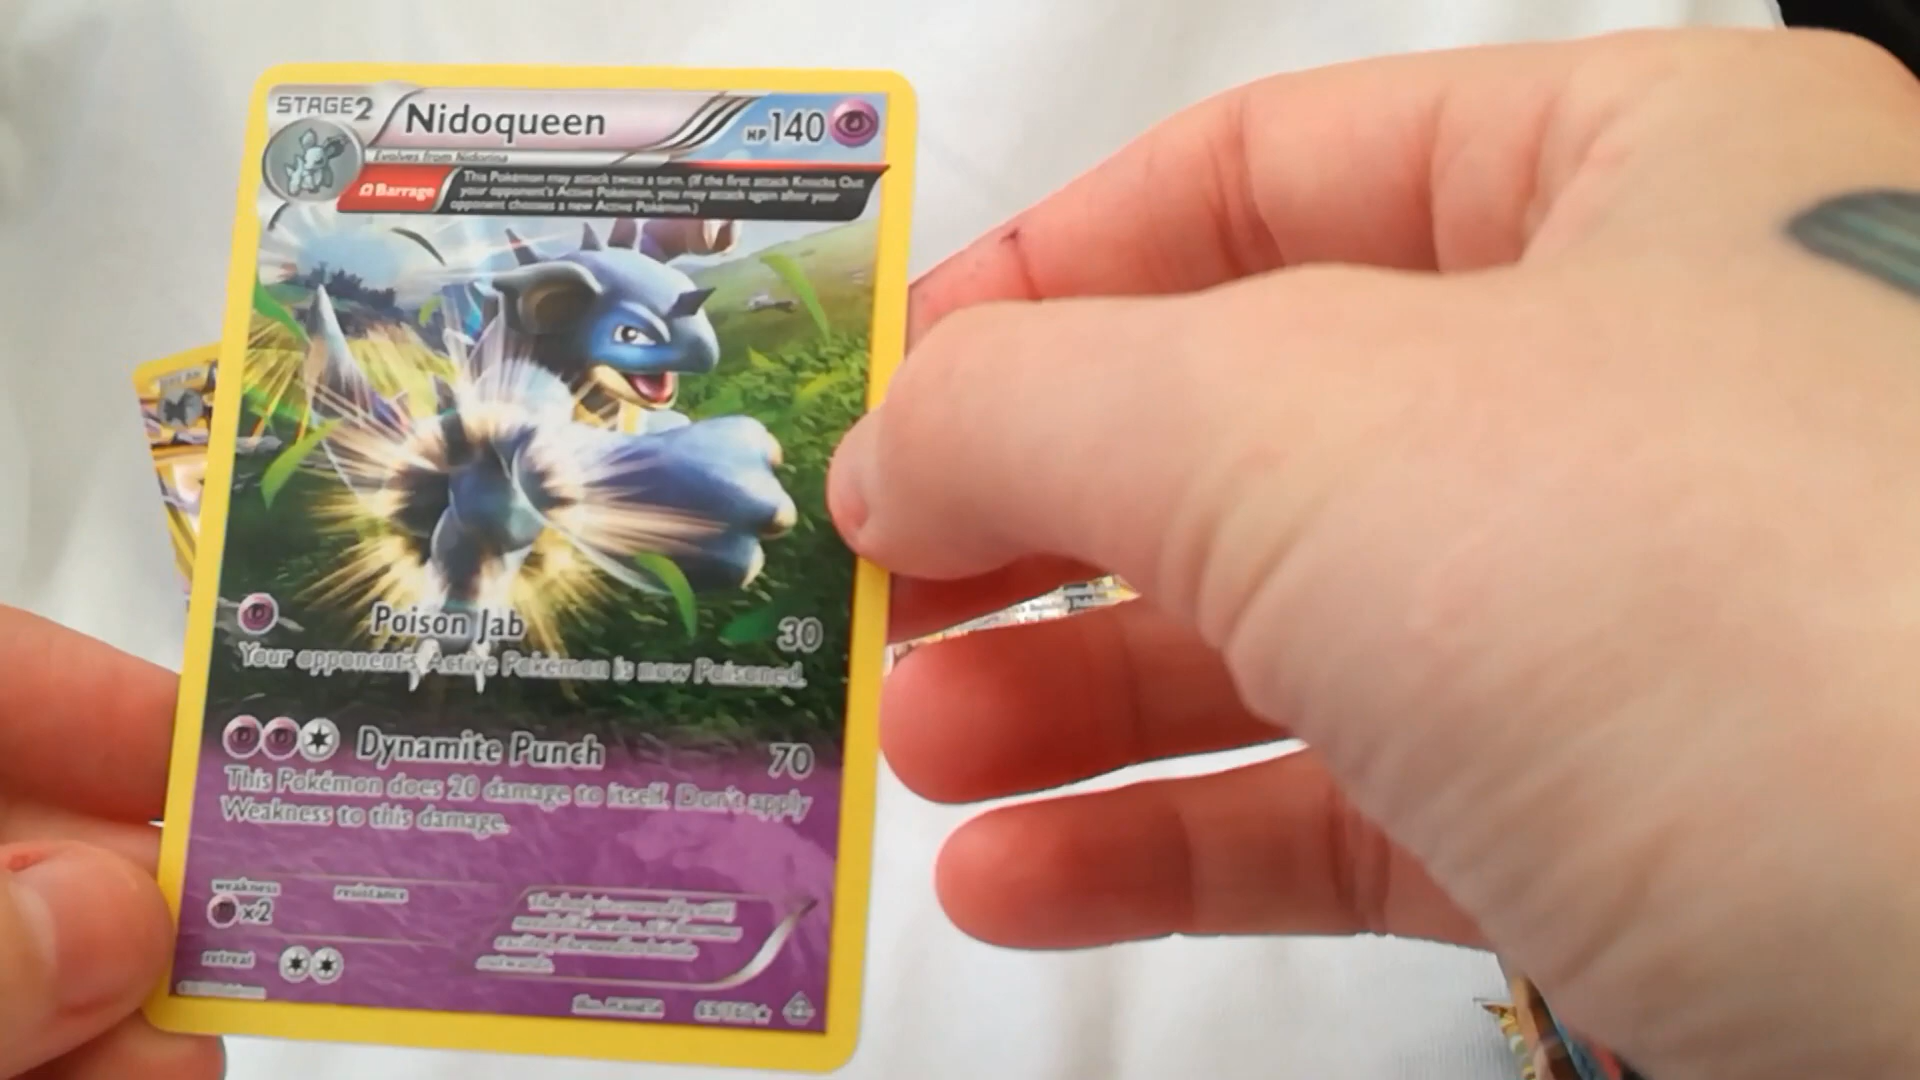 STAGE2
Nidoqueen
HP 140
Evolves from Nidorina
Ω Barrage
This Pokémon may attack twice a turn. (If the first attack Knocks Out
your opponent's Active Pokémon, you may attack again after your
opponent chooses a new Active Pokémon.)
Poison Jab 30
Your opponent's Active Pokémon is now Poisoned.
Dynamite Punch 70
This Pokémon does 20 damage to itself. Don't apply
Weakness to this damage.
weakness resistance
x2
retreat